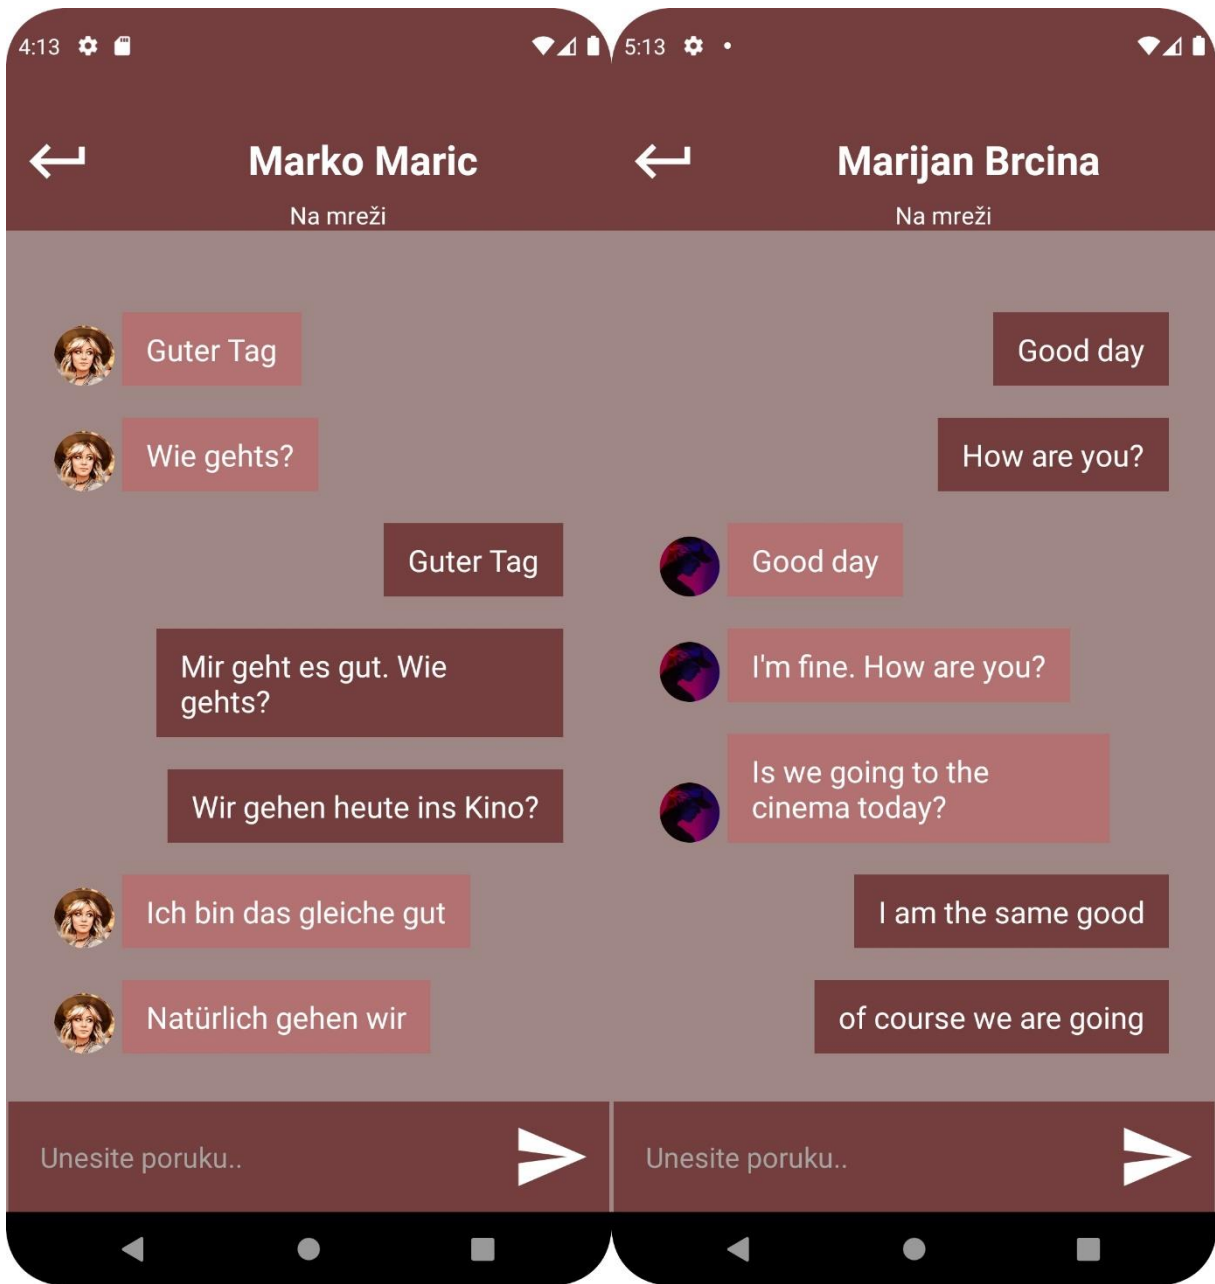 4:13
Marko Maric
Na mreži
Guter Tag
Wie gehts?
Guter Tag
Mir geht es gut. Wie
gehts?
Wir gehen heute ins Kino?
Ich bin das gleiche gut
Natürlich gehen wir
Unesite poruku..
5:13
Marijan Brcina
Na mreži
Good day
How are you?
Good day
I'm fine. How are you?
Is we going to the
cinema today?
I am the same good
of course we are going
Unesite poruku..